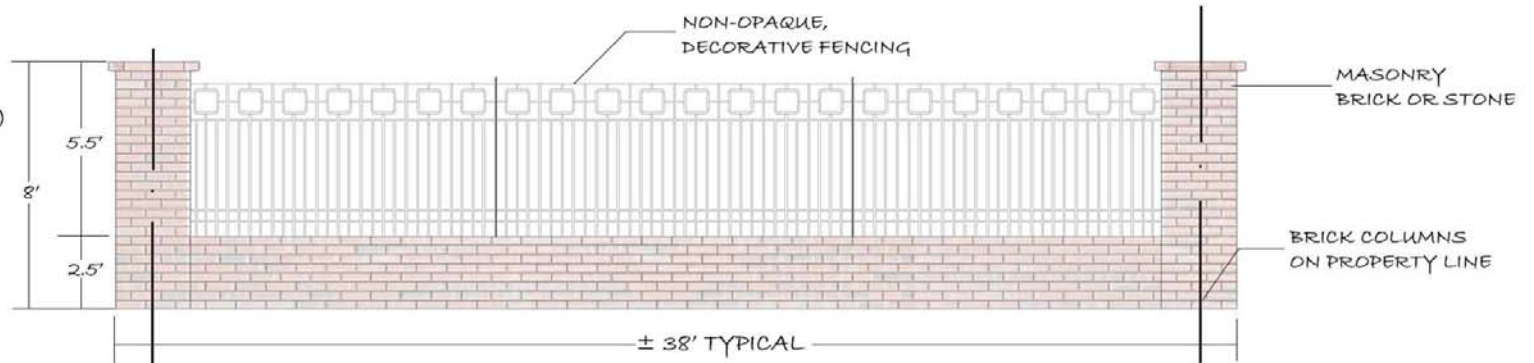 NON-OPAQUE,
DECORATIVE FENCING
MASONRY
BRICK OR STONE
5.5'
8'
2.5'
BRICK COLUMNS
ON PROPERTY LINE
± 38' TYPICAL